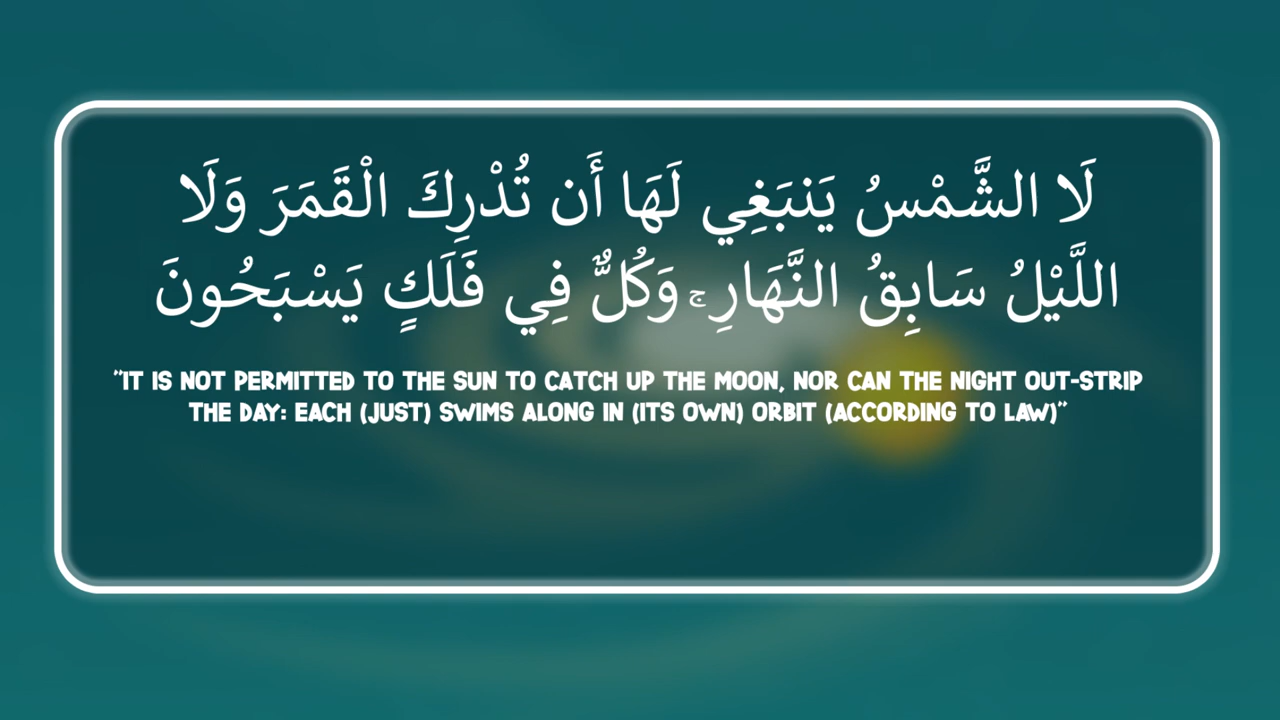 لَا الشَّمْسُ يَنبَغِي لَهَا أَن تُدْرِكَ الْقَمَرَ وَلَا
اللَّيْلُ سَابِقُ النَّهَارِ ۚ وَكُلٌّ فِي فَلَكٍ يَسْبَحُونَ
"IT IS NOT PERMITTED TO THE SUN TO CATCH UP THE MOON, NOR CAN THE NIGHT OUT-STRIP
THE DAY: EACH (JUST) SWIMS ALONG IN (ITS OWN) ORBIT (ACCORDING TO LAW)"